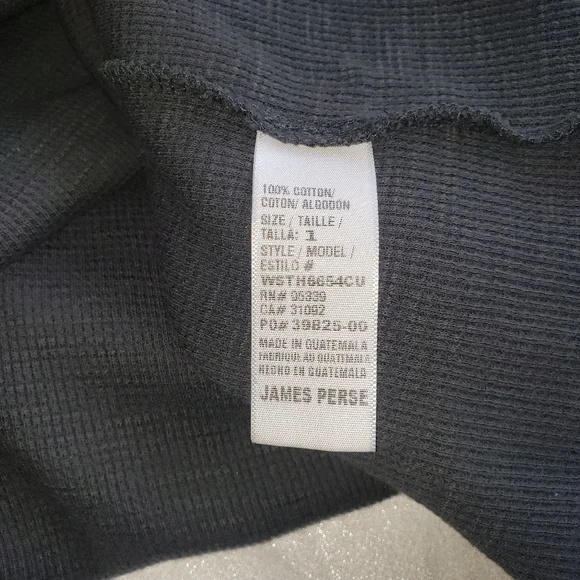 100% COTTON/
COTON/ ALGODON
SIZE / TAILLE /
TALLA: 1
STYLE / MODEL /
ESTILO #
WSTH6654CU
RN# 95339
CA# 31092
PO# 39825-00
MADE IN GUATEMALA
FABRIQUE AU GUATEMALA
HECHO EN GUATEMALA
JAMES PERSE